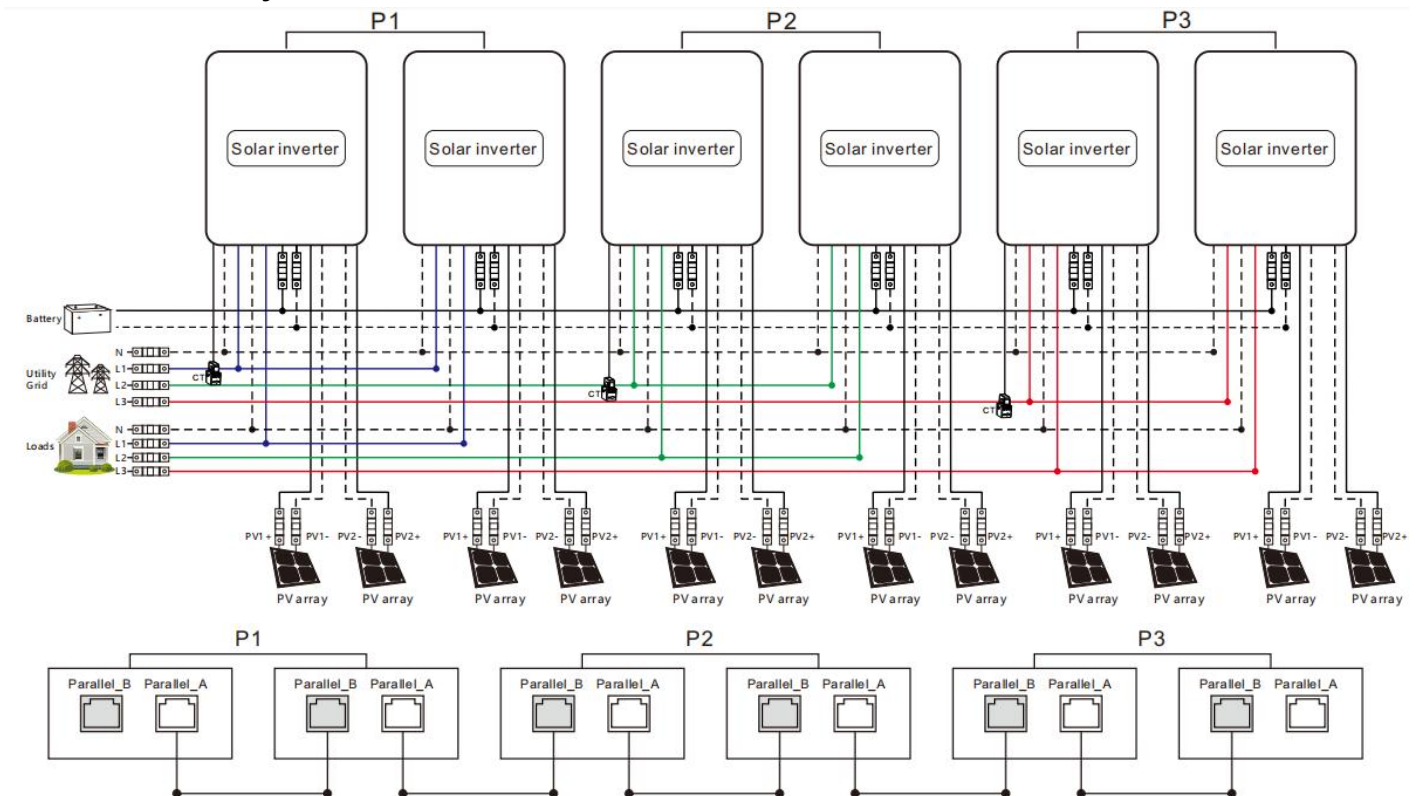 P1 P2 P3
Solar inverter Solar inverter Solar inverter Solar inverter Solar inverter Solar inverter
Battery
N
Utility Grid
L1
CT
L2
CT
L3
CT
N
Loads
L1
L2
L3
PV1+ PV1- PV2- PV2+ PV1+ PV1- PV2- PV2+ PV1+ PV1- PV2- PV2+ PV1+ PV1- PV2- PV2+ PV1+ PV1- PV2- PV2+ PV1+ PV1- PV2- PV2+
PV array PV array PV array PV array PV array PV array PV array PV array PV array PV array PV array PV array
P1 P2 P3
Parallel_B Parallel_A Parallel_B Parallel_A Parallel_B Parallel_A Parallel_B Parallel_A Parallel_B Parallel_A Parallel_B Parallel_A